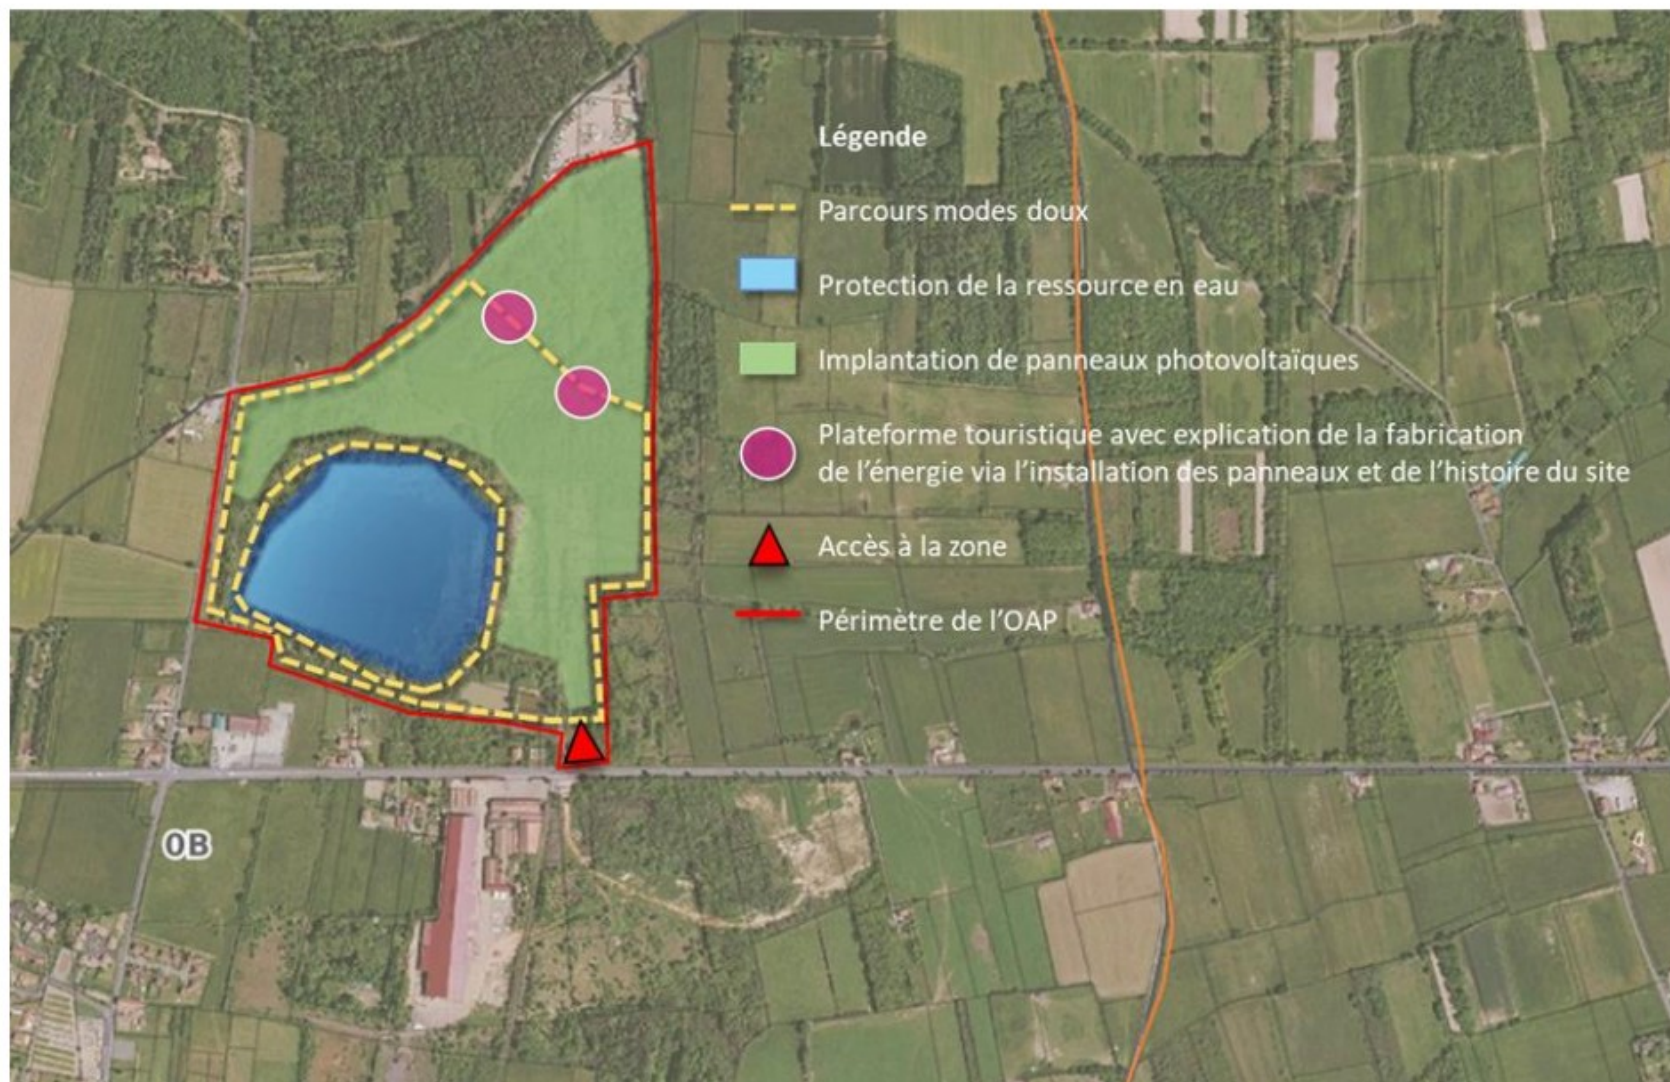 Légende
Parcours modes doux
Protection de la ressource en eau
Implantation de panneaux photovoltaïques
Plateforme touristique avec explication de la fabrication
de l'énergie via l'installation des panneaux et de l'histoire du site
Accès à la zone
Périmètre de l'OAP
0B